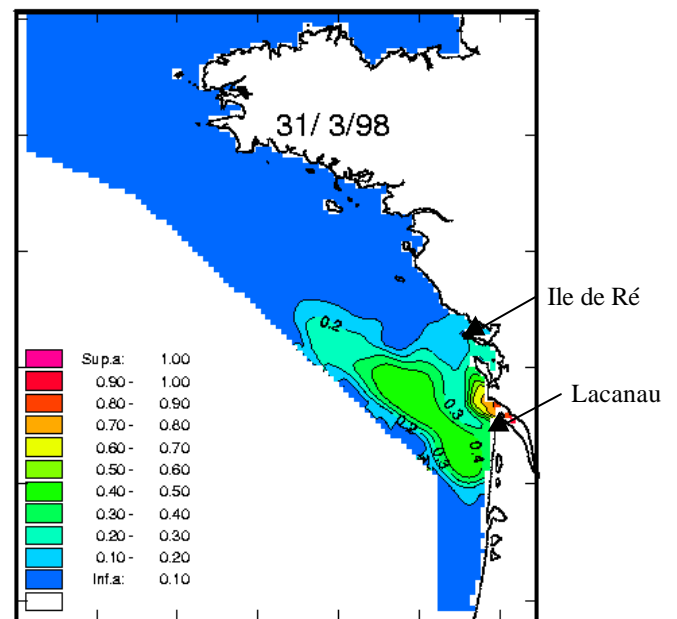 31/ 3/98
Ile de Ré
Lacanau
0.2
0.3
0.2
0.3
0.4
Sup.a: 1.00
0.90 - 1.00
0.80 - 0.90
0.70 - 0.80
0.60 - 0.70
0.50 - 0.60
0.40 - 0.50
0.30 - 0.40
0.20 - 0.30
0.10 - 0.20
Inf.a: 0.10